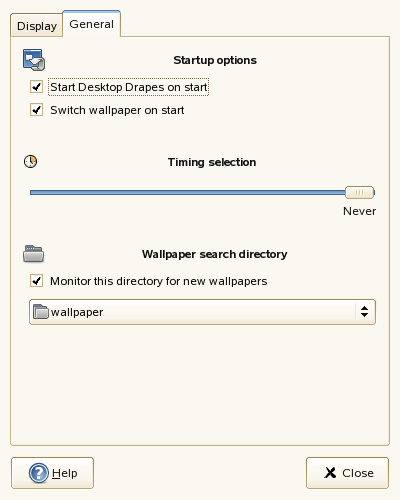 Display
General
Startup options
Start Desktop Drapes on start
Switch wallpaper on start
Timing selection
Never
Wallpaper search directory
Monitor this directory for new wallpapers
wallpaper
Help
Close